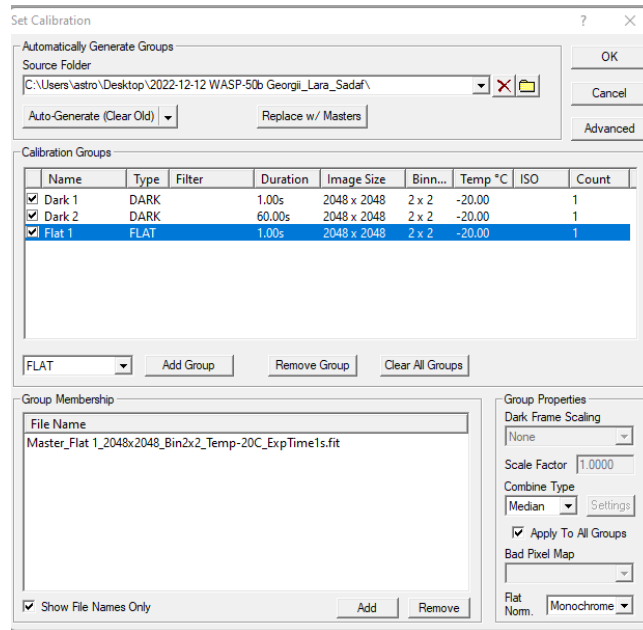 Set Calibration ? ×
Automatically Generate Groups
Source Folder
C:\Users\astro\Desktop\2022-12-12 WASP-50b Georgii_Lara_Sadaf\
Auto-Generate (Clear Old)
Replace w/ Masters
OK
Cancel
Advanced
Calibration Groups
Name Type Filter Duration Image Size Binn... Temp °C ISO Count
Dark 1 DARK 1.00s 2048 x 2048 2 x 2 -20.00 1
Dark 2 DARK 60.00s 2048 x 2048 2 x 2 -20.00 1
Flat 1 FLAT 1.00s 2048 x 2048 2 x 2 -20.00 1
FLAT Add Group Remove Group Clear All Groups
Group Membership
File Name
Master_Flat 1_2048x2048_Bin2x2_Temp-20C_ExpTime1s.fit
Show File Names Only Add Remove
Group Properties
Dark Frame Scaling
None
Scale Factor 1.0000
Combine Type
Median Settings
Apply To All Groups
Bad Pixel Map
Flat Norm. Monochrome